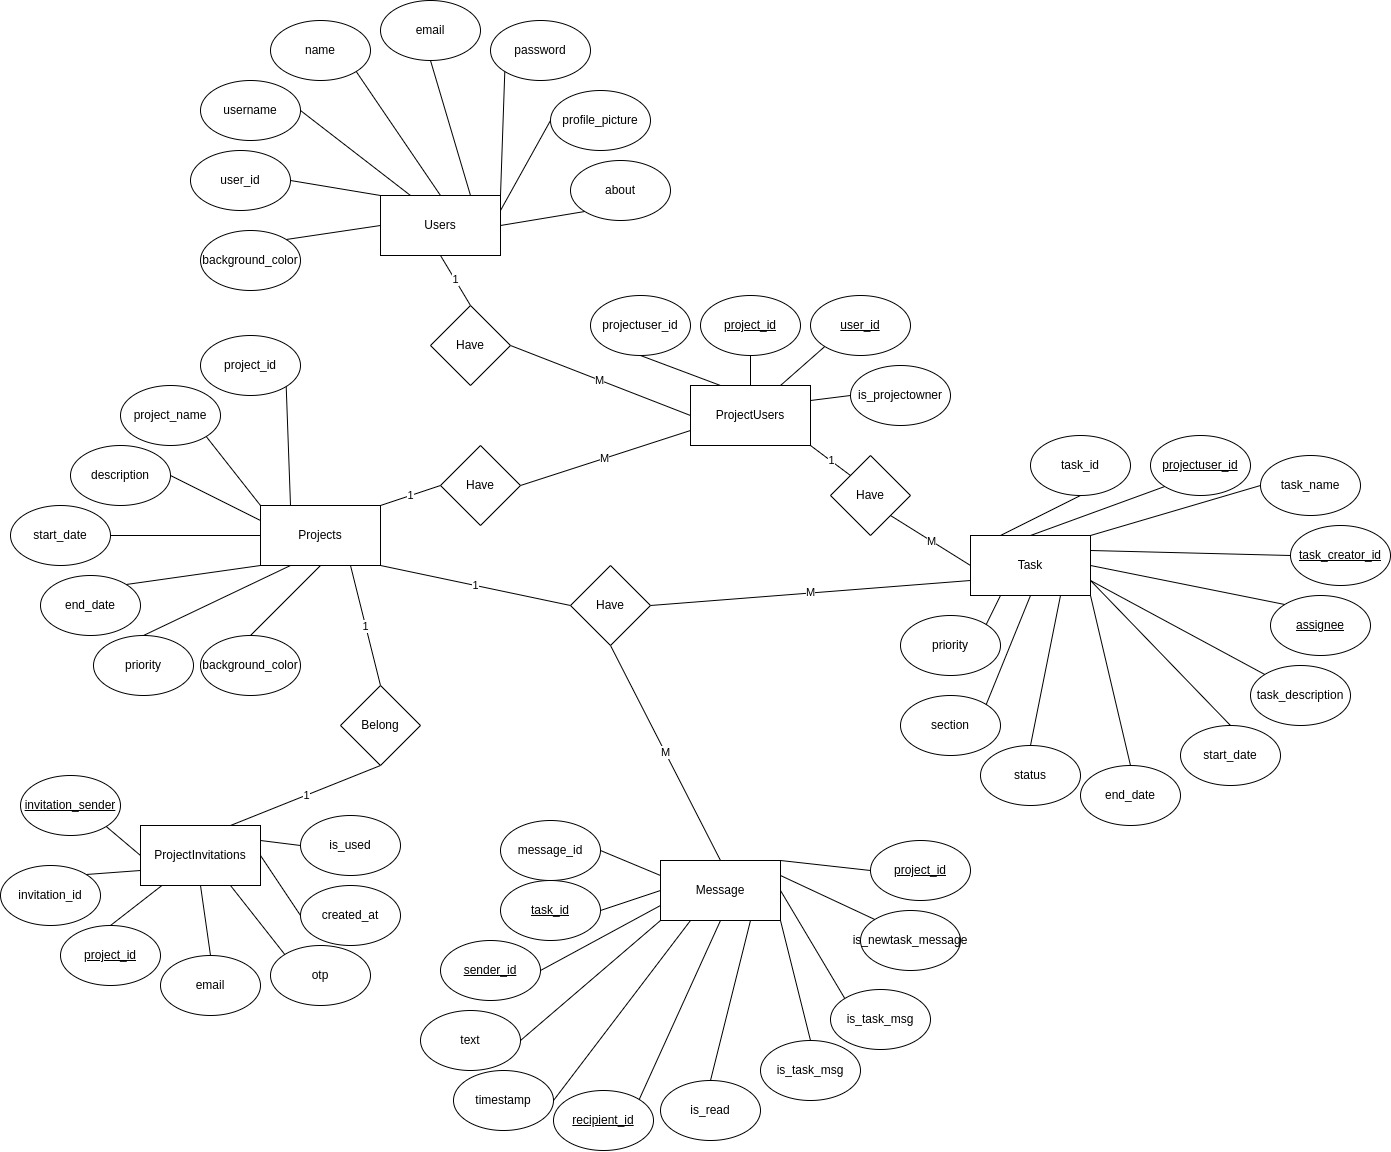 email
name
password
username
profile_picture
user_id
about
Users
background_color
1
Have
M
projectuser_id
project_id
user_id
is_projectowner
ProjectUsers
project_id
project_name
description
start_date
end_date
priority
background_color
Projects
1
Have
M
1
Have
M
task_id
projectuser_id
task_name
task_creator_id
assignee
task_description
start_date
end_date
status
section
priority
Task
1
Have
M
M
1
Belong
1
invitation_sender
ProjectInvitations
is_used
invitation_id
created_at
project_id
email
otp
message_id
Message
project_id
task_id
is_newtask_message
sender_id
is_task_msg
text
is_task_msg
timestamp
recipient_id
is_read